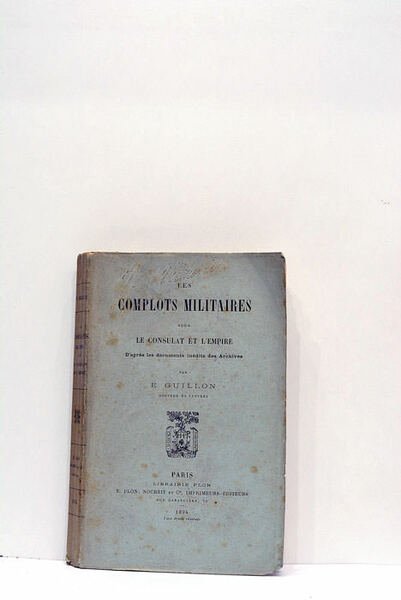 LES
COMPLOTS MILITAIRES
SOUS
LE CONSULAT ET L'EMPIRE
D'après les documents inédits des Archives
PAR
E. GUILLON
DOCTEUR ÈS LETTRES
PARIS
LIBRAIRIE PLON
E. PLON, NOURRIT ET Cie, IMPRIMEURS-ÉDITEURS
RUE GARANCIÈRE, 10
1894
Tous droits réservés